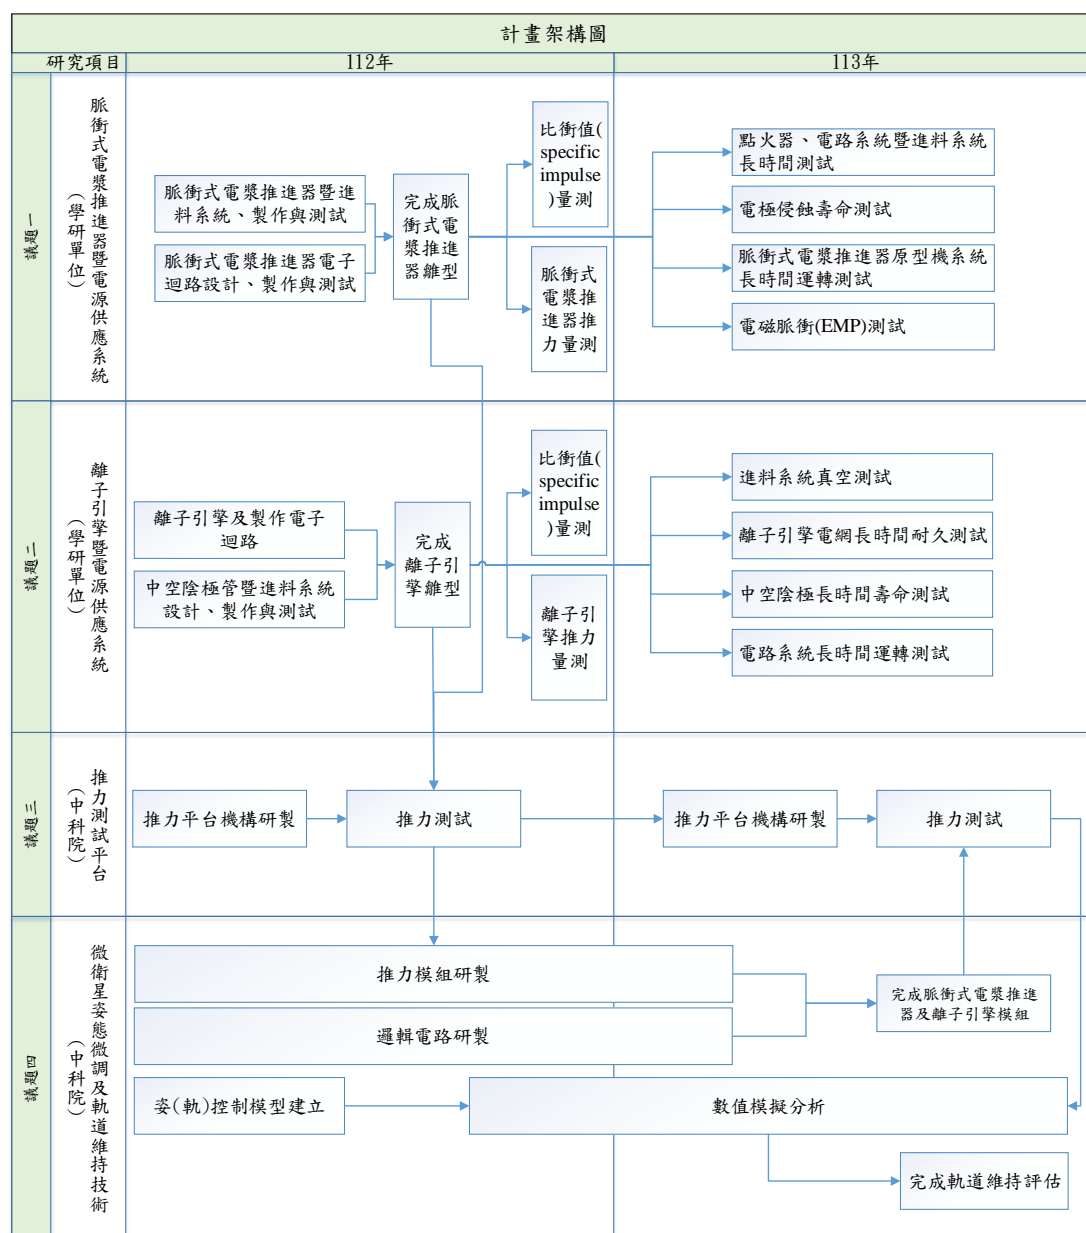 計畫架構圖
研究項目
112年
113年
議題一
脈衝式電漿推進器暨電源供應系統
(學研單位)
脈衝式電漿推進器暨進
料系統、製作與測試
脈衝式電漿推進器電子
迴路設計、製作與測試
完成脈
衝式電
漿推進
器雛型
比衝值(
specific
impulse
)量測
脈衝式
電漿推
進器推
力量測
點火器、電路系統暨進料系統
長時間測試
電極侵蝕壽命測試
脈衝式電漿推進器原型機系統
長時間運轉測試
電磁脈衝(EMP)測試
議題二
離子引擎暨電源供應系統
(學研單位)
離子引擎及製作電子
迴路
中空陰極管暨進料系統
設計、製作與測試
完成
離子引
擎雛型
比衝值(
specific
impulse
)量測
離子引
擎推力
量測
進料系統真空測試
離子引擎電網長時間耐久測試
中空陰極長時間壽命測試
電路系統長時間運轉測試
議題三
推力測試平台
(中科院)
推力平台機構研製
推力測試
推力平台機構研製
推力測試
議題四
微衛星姿態微調及軌道維持技術
(中科院)
推力模組研製
邏輯電路研製
完成脈衝式電漿推進
器及離子引擎模組
姿(軌)控制模型建立
數值模擬分析
完成軌道維持評估